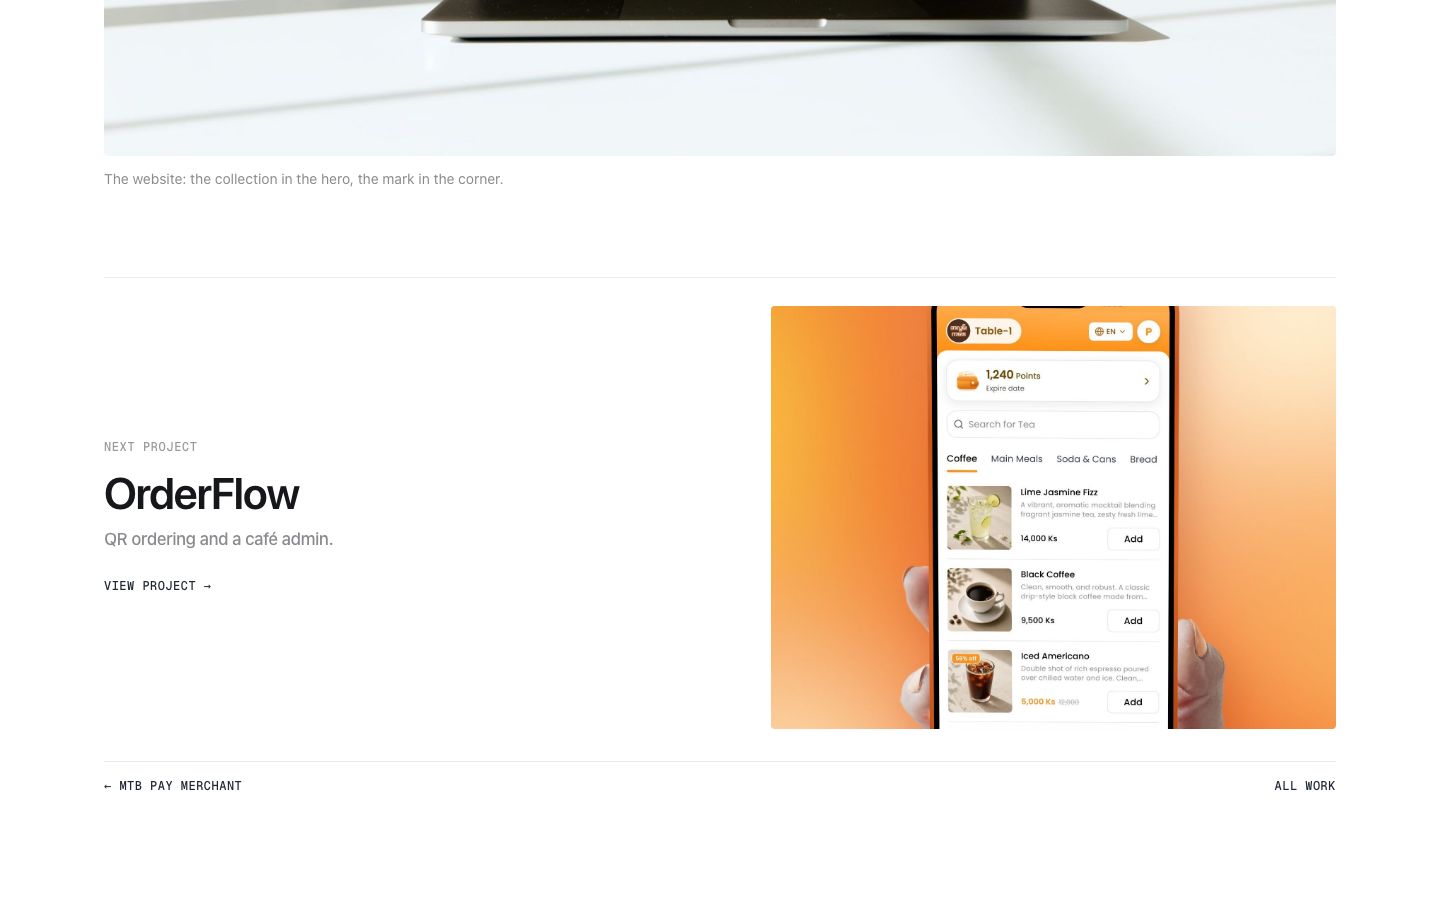 The website: the collection in the hero, the mark in the corner.
NEXT PROJECT
OrderFlow
QR ordering and a café admin.
VIEW PROJECT →
Table-1
EN
P
1,240 Points
Expire date
Search for Tea
Coffee Main Meals Soda & Cans Bread
Lime Jasmine Fizz
A vibrant, aromatic mocktail blending
fragrant jasmine tea, zesty fresh lime...
14,000 Ks Add
Black Coffee
Clean, smooth, and robust. A classic
drip-style black coffee made from...
9,500 Ks Add
Iced Americano
Double shot of rich espresso poured
over chilled water and ice. Clean,...
5,000 Ks 12,000 Add
← MTB PAY MERCHANT
ALL WORK